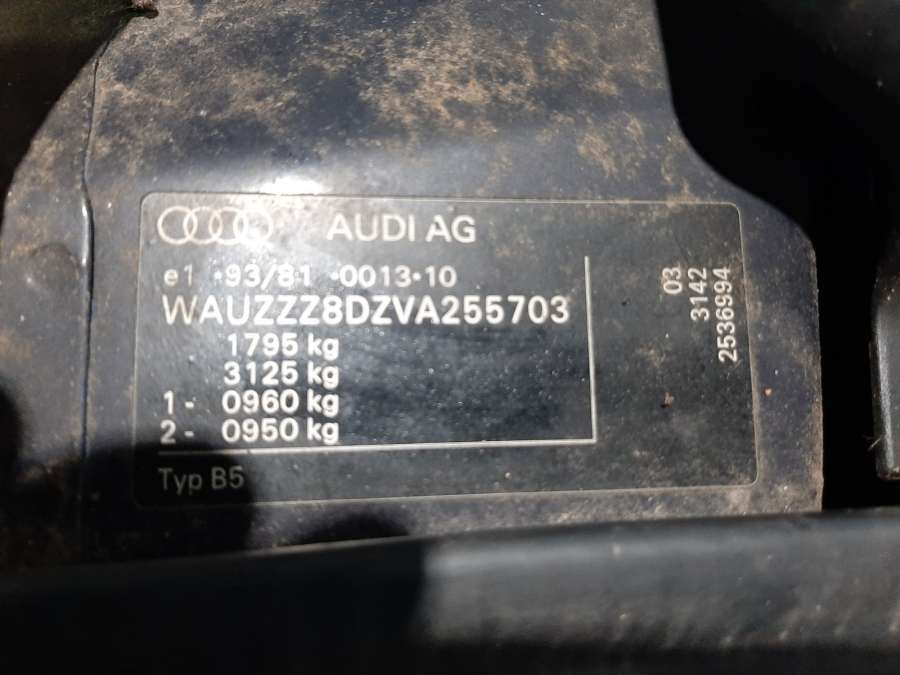 AUDI AG
e1 *93/81 *0013*10
WAUZZZ8DZVA255703
1795 kg
3125 kg
1- 0960 kg
2- 0950 kg
Typ B5
03
3142
2536994